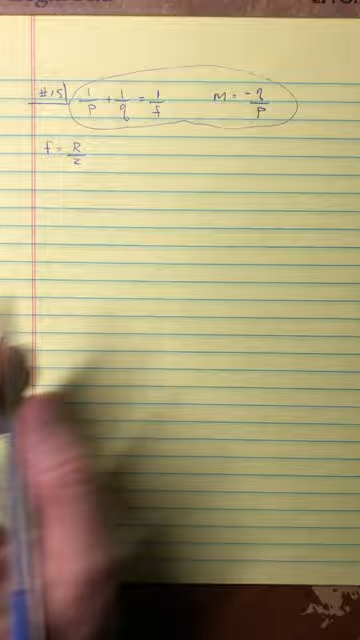 #15) 1/p + 1/q = 1/f M = -q/p
f = R/2